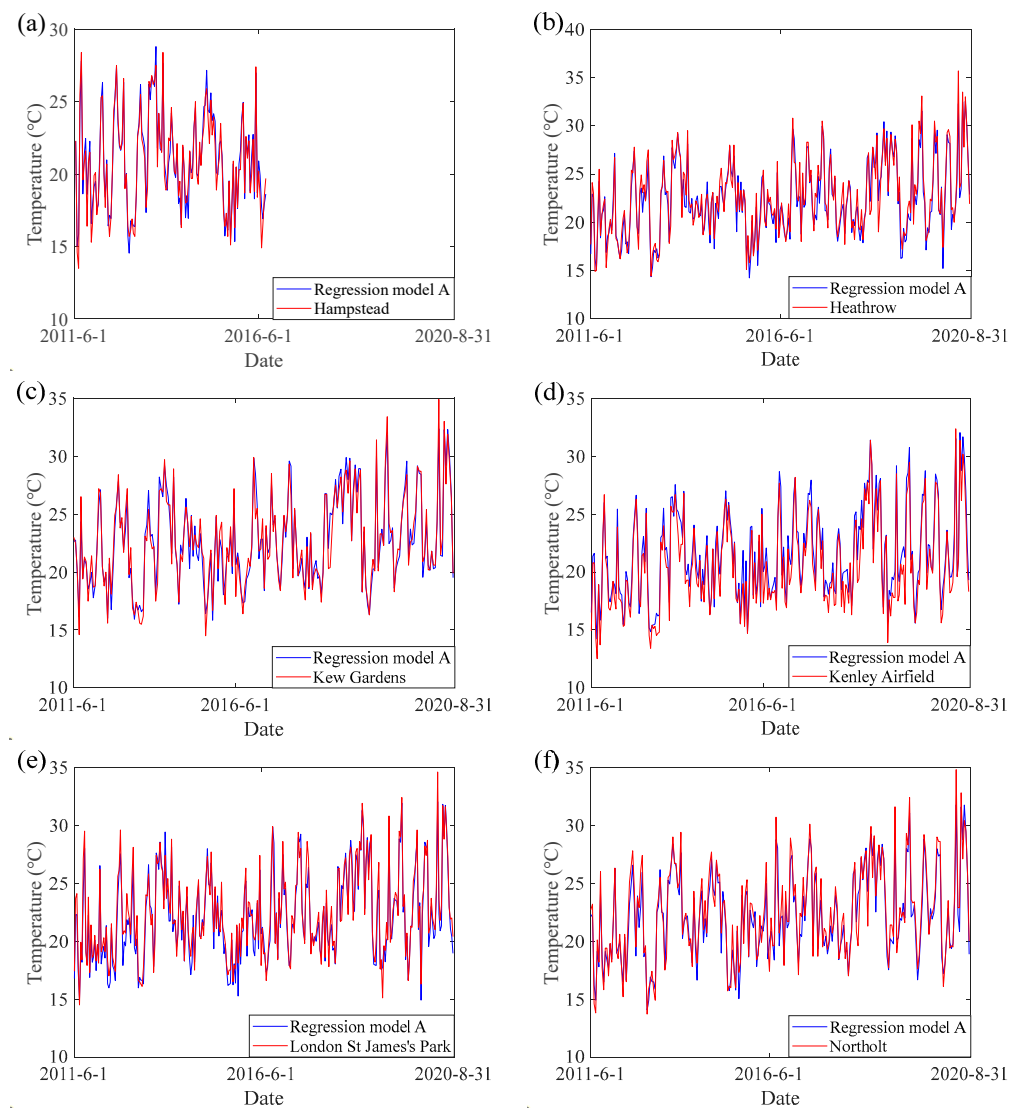 (a)
30
25
20
15
10
Temperature (°C)
Regression model A
Hampstead
2011-6-1
2016-6-1
2020-8-31
Date
(b)
40
35
30
25
20
15
10
Temperature (°C)
Regression model A
Heathrow
2011-6-1
2016-6-1
2020-8-31
Date
(c)
35
30
25
20
15
10
Temperature (°C)
Regression model A
Kew Gardens
2011-6-1
2016-6-1
2020-8-31
Date
(d)
35
30
25
20
15
10
Temperature (°C)
Regression model A
Kenley Airfield
2011-6-1
2016-6-1
2020-8-31
Date
(e)
35
30
25
20
15
10
Temperature (°C)
Regression model A
London St James's Park
2011-6-1
2016-6-1
2020-8-31
Date
(f)
35
30
25
20
15
10
Temperature (°C)
Regression model A
Northolt
2011-6-1
2016-6-1
2020-8-31
Date